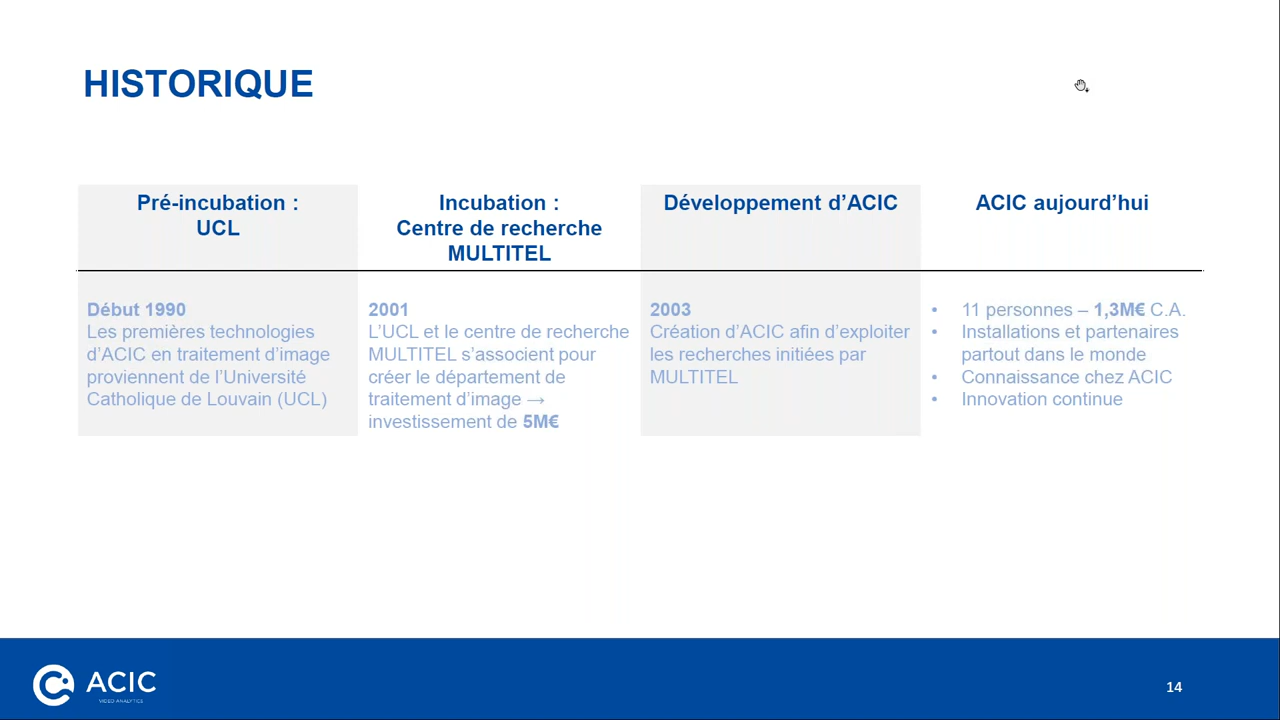 HISTORIQUE
Pré-incubation :
UCL
Début 1990
Les premières technologies
d’ACIC en traitement d’image
proviennent de l’Université
Catholique de Louvain (UCL)
Incubation :
Centre de recherche
MULTITEL
2001
L’UCL et le centre de recherche
MULTITEL s’associent pour
créer le département de
traitement d’image →
investissement de 5M€
Développement d’ACIC
2003
Création d’ACIC afin d’exploiter
les recherches initiées par
MULTITEL
ACIC aujourd’hui
• 11 personnes – 1,3M€ C.A.
• Installations et partenaires
partout dans le monde
• Connaissance chez ACIC
• Innovation continue
ACIC
VIDEO ANALYTICS
14